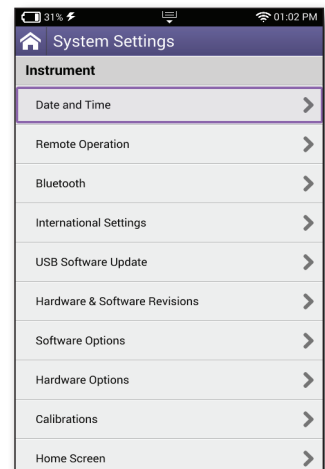 31% 01:02 PM
System Settings
Instrument
Date and Time
Remote Operation
Bluetooth
International Settings
USB Software Update
Hardware & Software Revisions
Software Options
Hardware Options
Calibrations
Home Screen